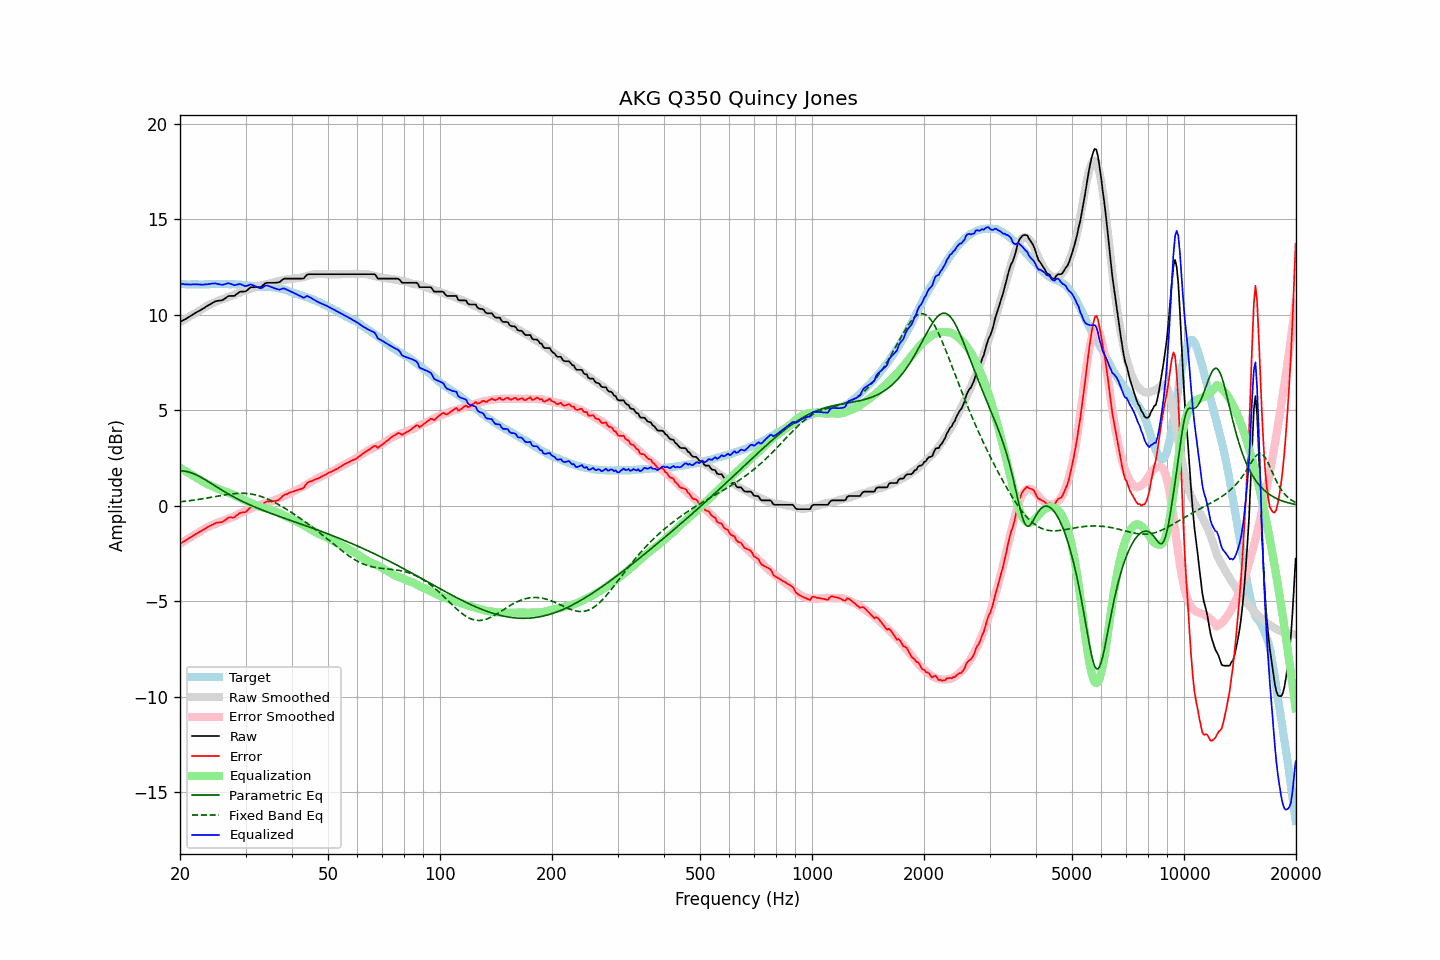 AKG Q350 Quincy Jones
20
15
10
5
0
−5
−10
−15
Amplitude (dBr)
Target
Raw Smoothed
Error Smoothed
Raw
Error
Equalization
Parametric Eq
Fixed Band Eq
Equalized
20 50 100 200 500 1000 2000 5000 10000 20000
Frequency (Hz)